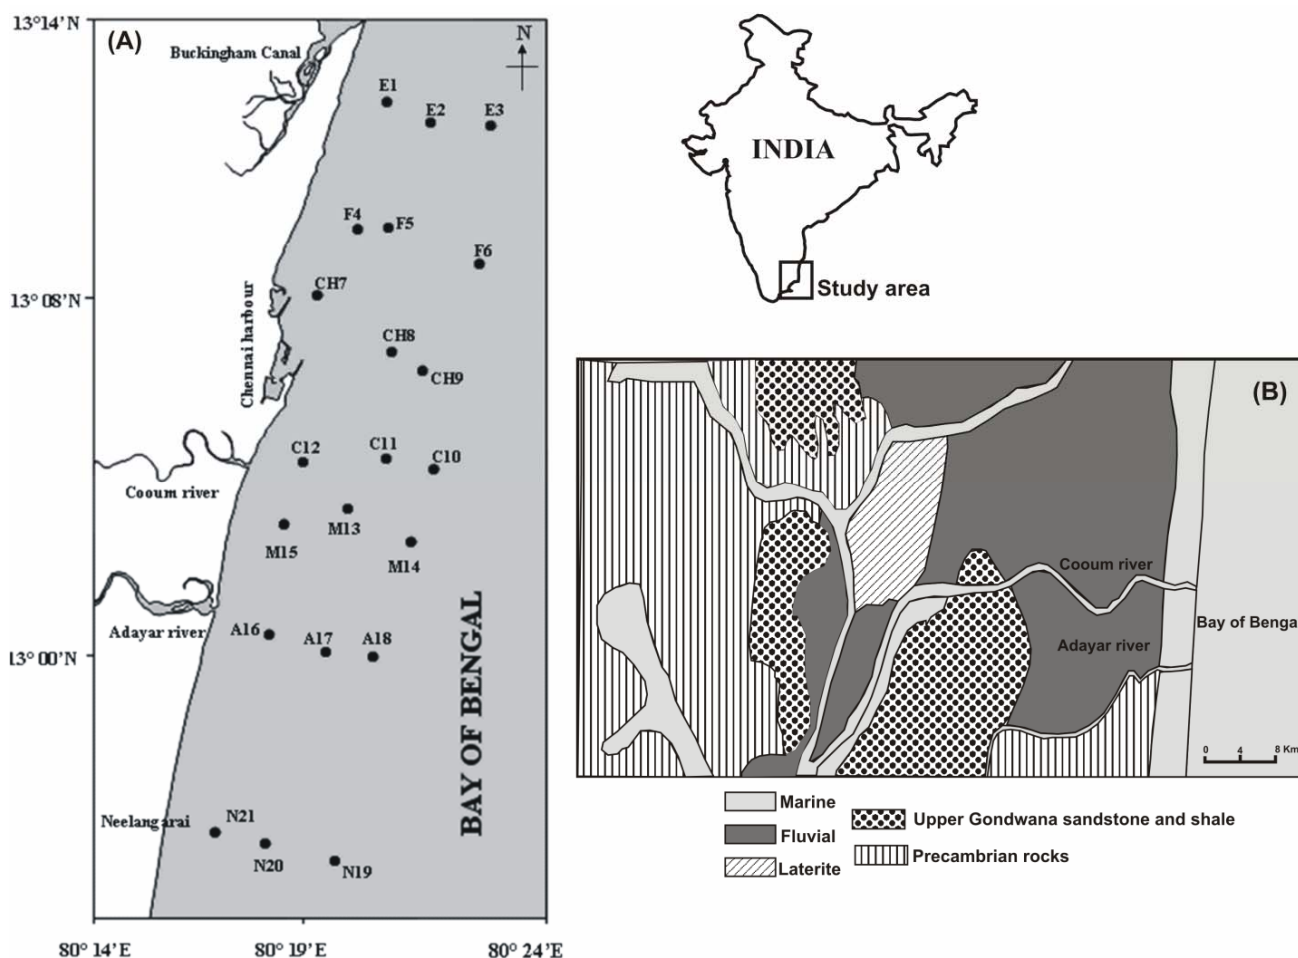 13°14'N
(A)
N
Buckingham Canal
E1
E2
E3
F4
F5
F6
CH7
13° 08'N
Chennai harbour
CH8
CH9
C12
C11
C10
Cooum river
M15
M13
M14
Adayar river
A16
A17
A18
13° 00'N
BAY OF BENGAL
Neelangarai
N21
N20
N19
80° 14'E
80° 19'E
80° 24'E
INDIA
Study area
(B)
Cooum river
Bay of Benga
Adayar river
0 4 8 Km
Marine
Fluvial
Laterite
Upper Gondwana sandstone and shale
Precambrian rocks